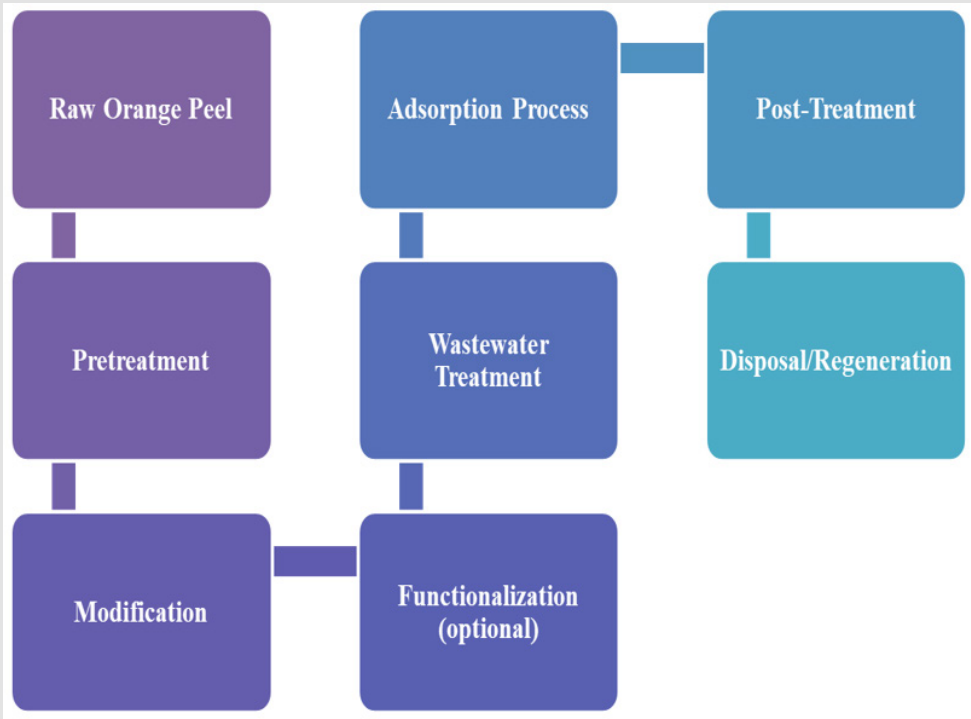 Raw Orange Peel
Pretreatment
Modification
Functionalization
(optional)
Wastewater
Treatment
Adsorption Process
Post-Treatment
Disposal/Regeneration